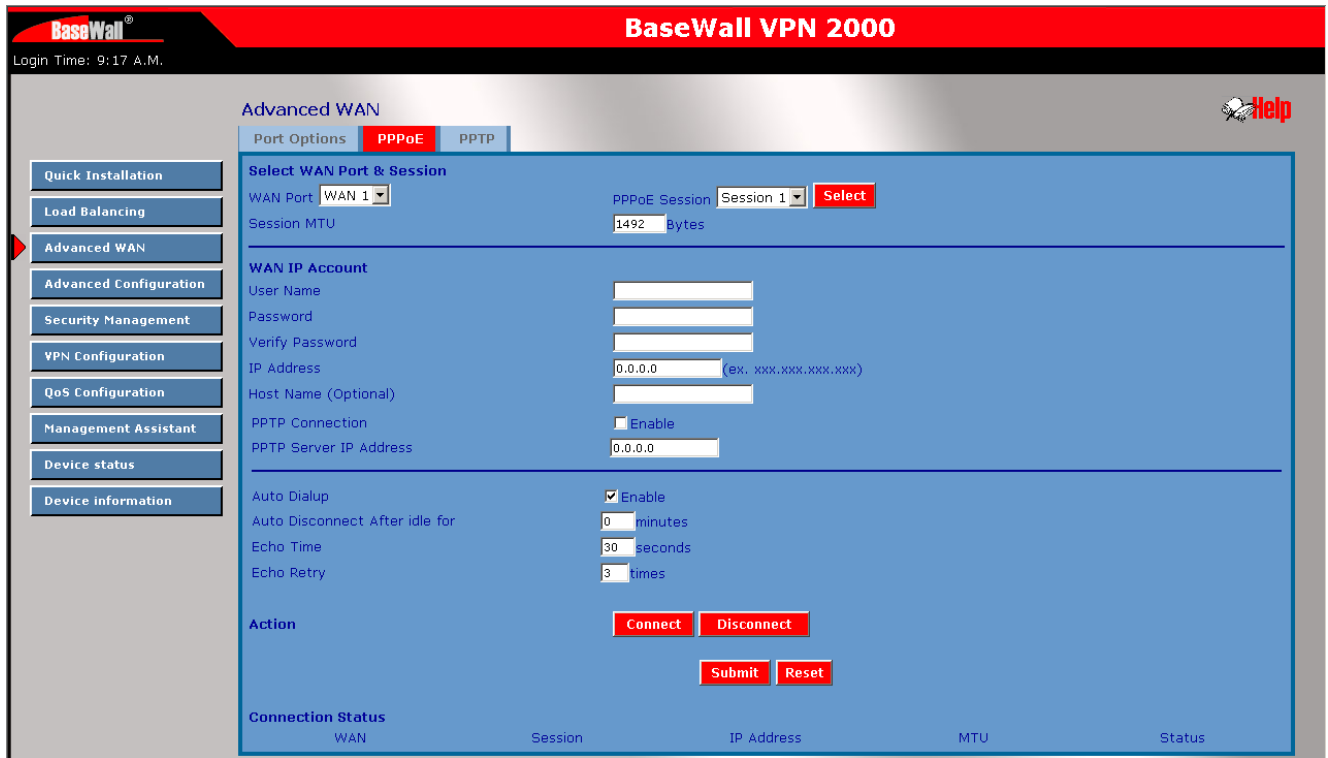 BaseWall®
BaseWall VPN 2000
Login Time: 9:17 A.M.
Advanced WAN
Help
Port Options PPPoE PPTP
Quick Installation
Load Balancing
Advanced WAN
Advanced Configuration
Security Management
VPN Configuration
QoS Configuration
Management Assistant
Device status
Device information
Select WAN Port & Session
WAN Port WAN 1 PPPoE Session Session 1 Select
Session MTU 1492 Bytes
WAN IP Account
User Name
Password
Verify Password
IP Address 0.0.0.0 (ex. xxx.xxx.xxx.xxx)
Host Name (Optional)
PPTP Connection Enable
PPTP Server IP Address 0.0.0.0
Auto Dialup Enable
Auto Disconnect After idle for 0 minutes
Echo Time 30 seconds
Echo Retry 3 times
Action Connect Disconnect
Submit Reset
Connection Status
WAN Session IP Address MTU Status